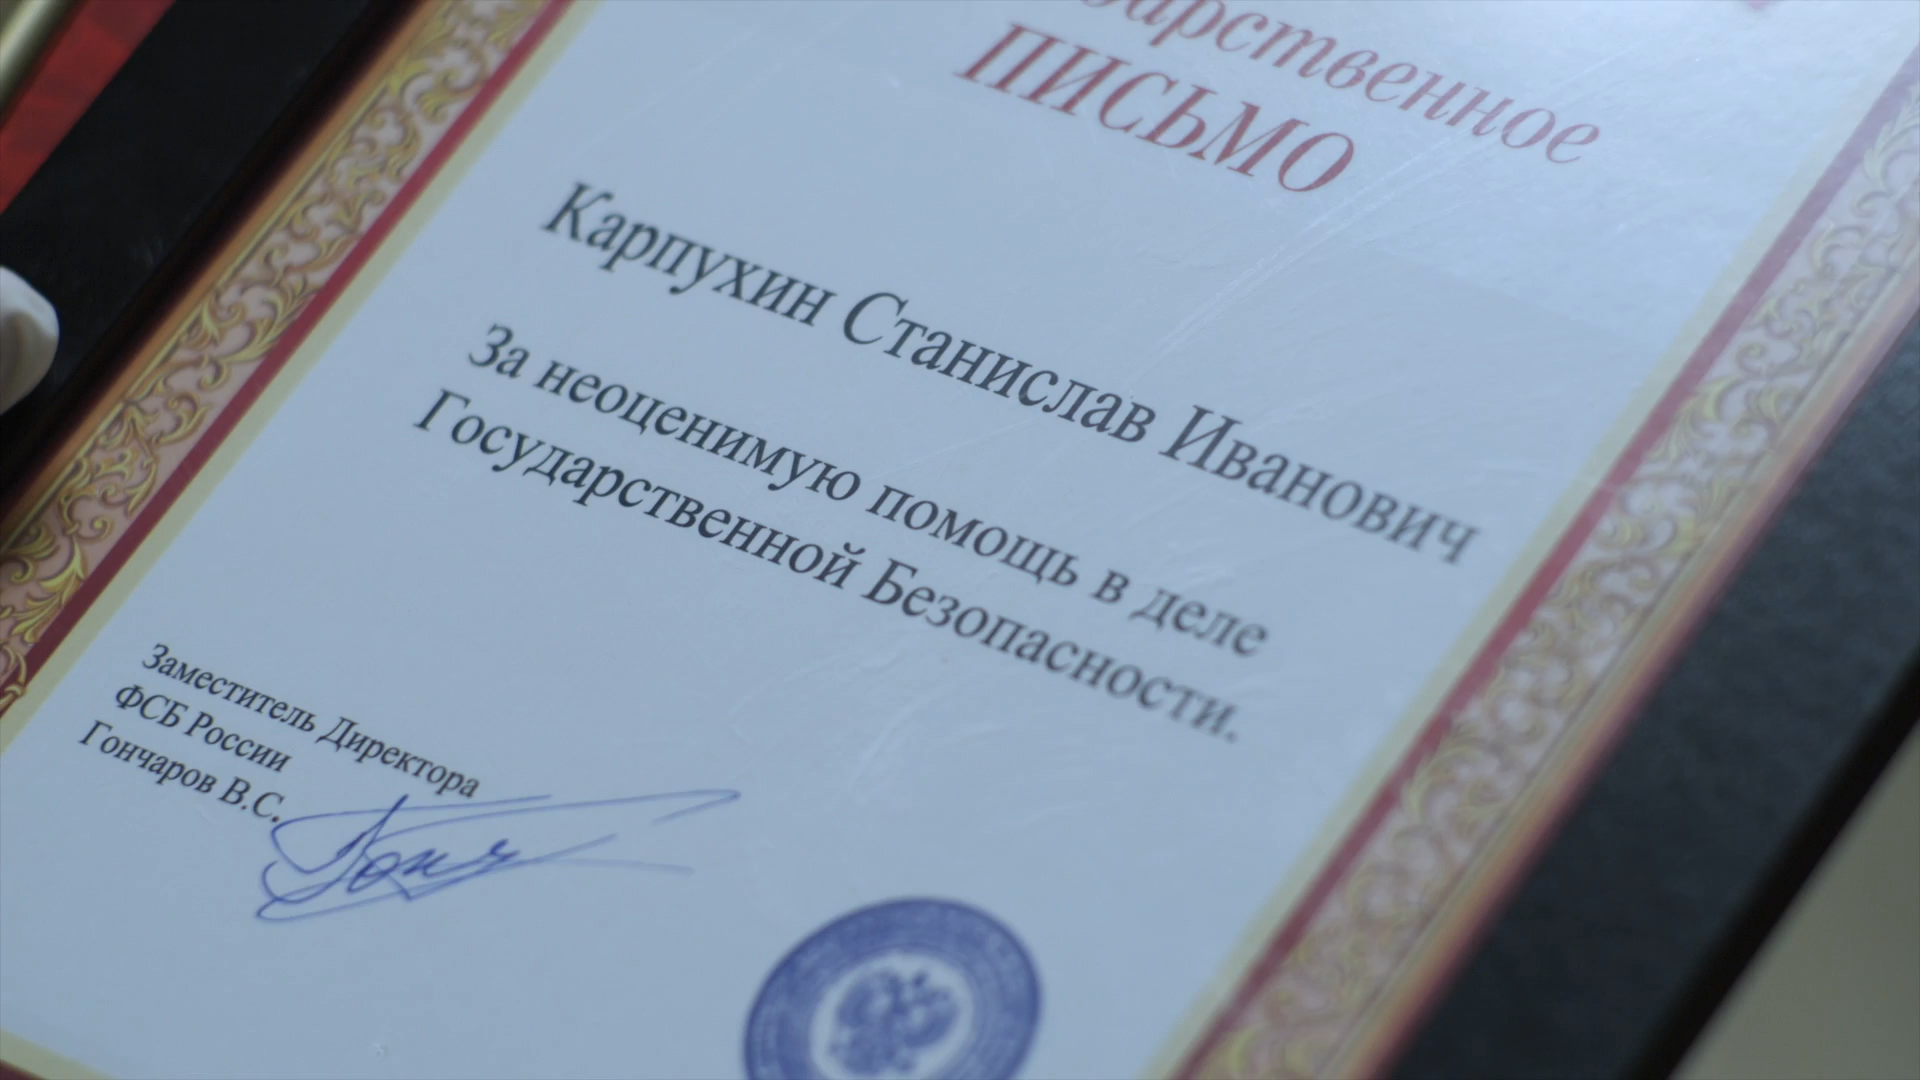 дарственное
ПИСЬМО
Карпухин Станислав Иванович
За неоценимую помощь в деле
Государственной Безопасности.
Заместитель Директора
ФСБ России
Гончаров В.С.